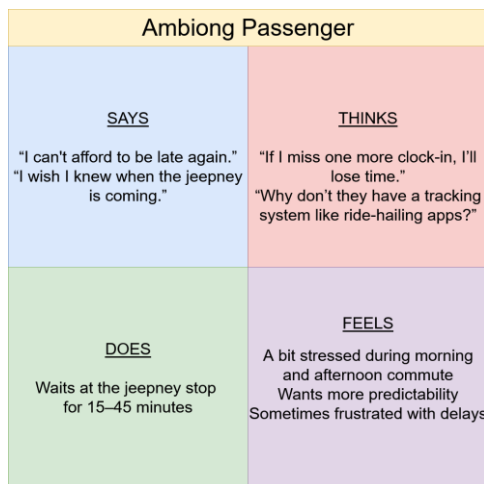 Ambiong Passenger
SAYS
“I can't afford to be late again.”
“I wish I knew when the jeepney
is coming.”
THINKS
“If I miss one more clock-in, I’ll
lose time.”
“Why don’t they have a tracking
system like ride-hailing apps?”
DOES
Waits at the jeepney stop
for 15–45 minutes
FEELS
A bit stressed during morning
and afternoon commute
Wants more predictability
Sometimes frustrated with delays